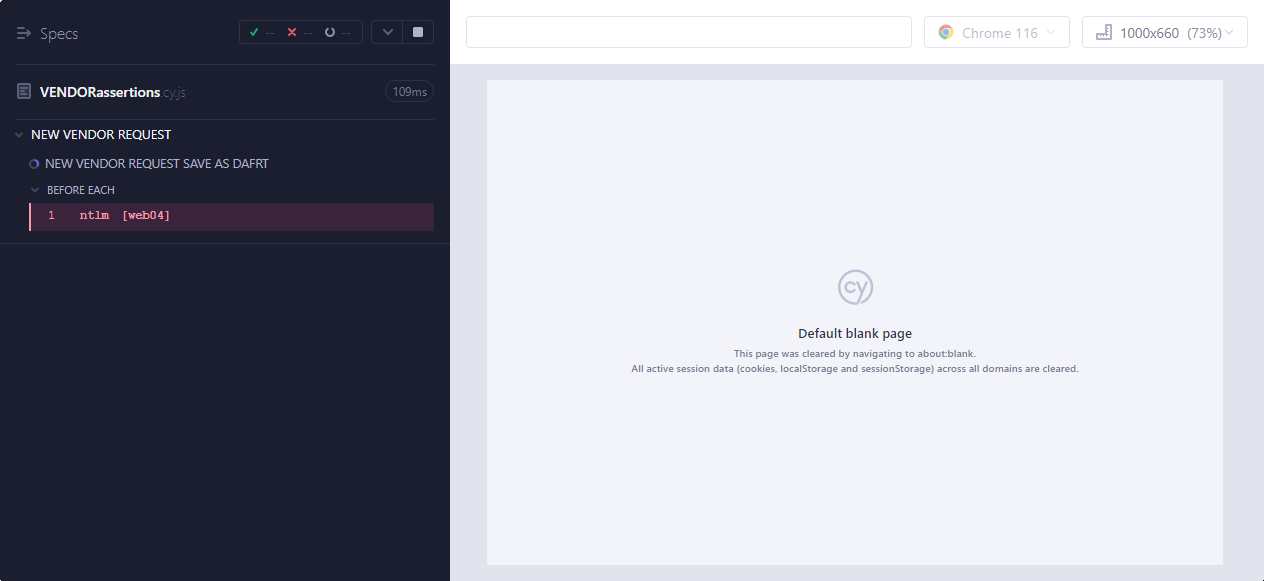 Specs
-- -- --
VENDORassertions.cy.js
109ms
NEW VENDOR REQUEST
NEW VENDOR REQUEST SAVE AS DAFRT
BEFORE EACH
1 ntlm [web04]
Chrome 116
1000x660 (73%)
cy
Default blank page
This page was cleared by navigating to about:blank.
All active session data (cookies, localStorage and sessionStorage) across all domains are cleared.